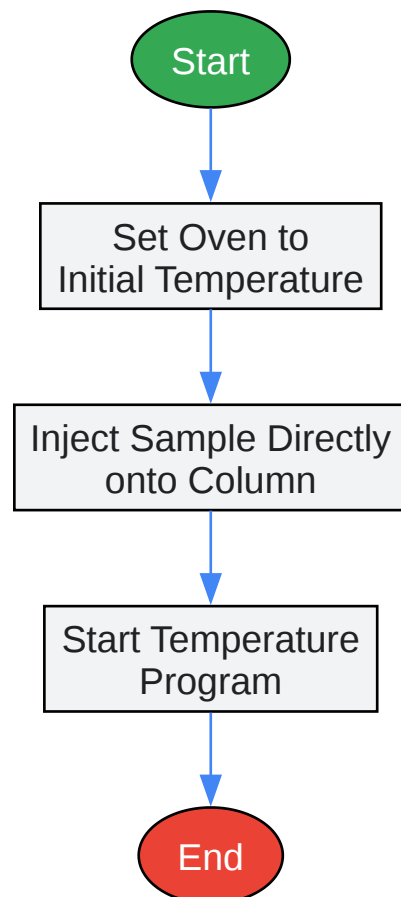 Start
Set Oven to
Initial Temperature
Inject Sample Directly
onto Column
Start Temperature
Program
End